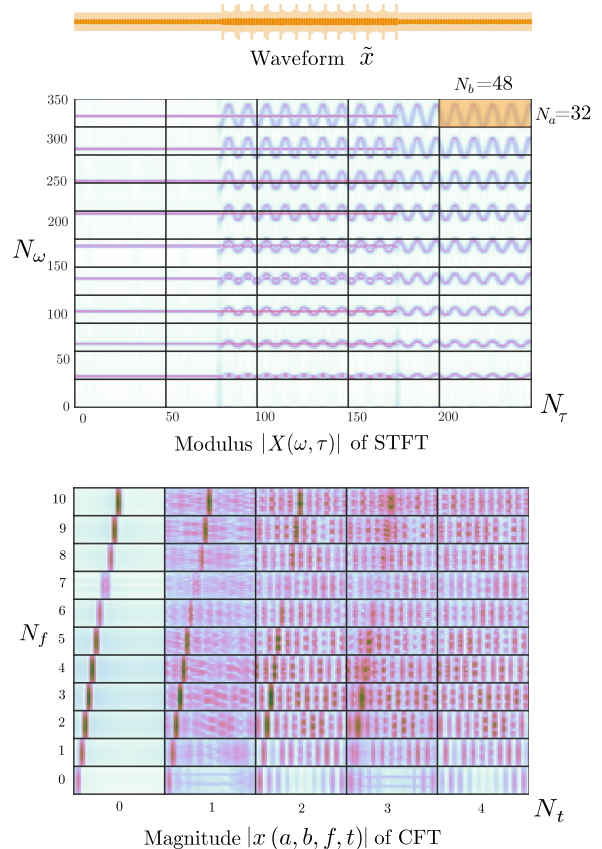 Waveform x̃
N_b=48
350
N_a=32
300
250
200
N_ω
150
100
50
0
0 50 100 150 200 N_τ
Modulus |X(ω, τ)| of STFT
10
9
8
7
6
N_f
5
4
3
2
1
0
0 1 2 3 4 N_t
Magnitude |x (a, b, f, t)| of CFT